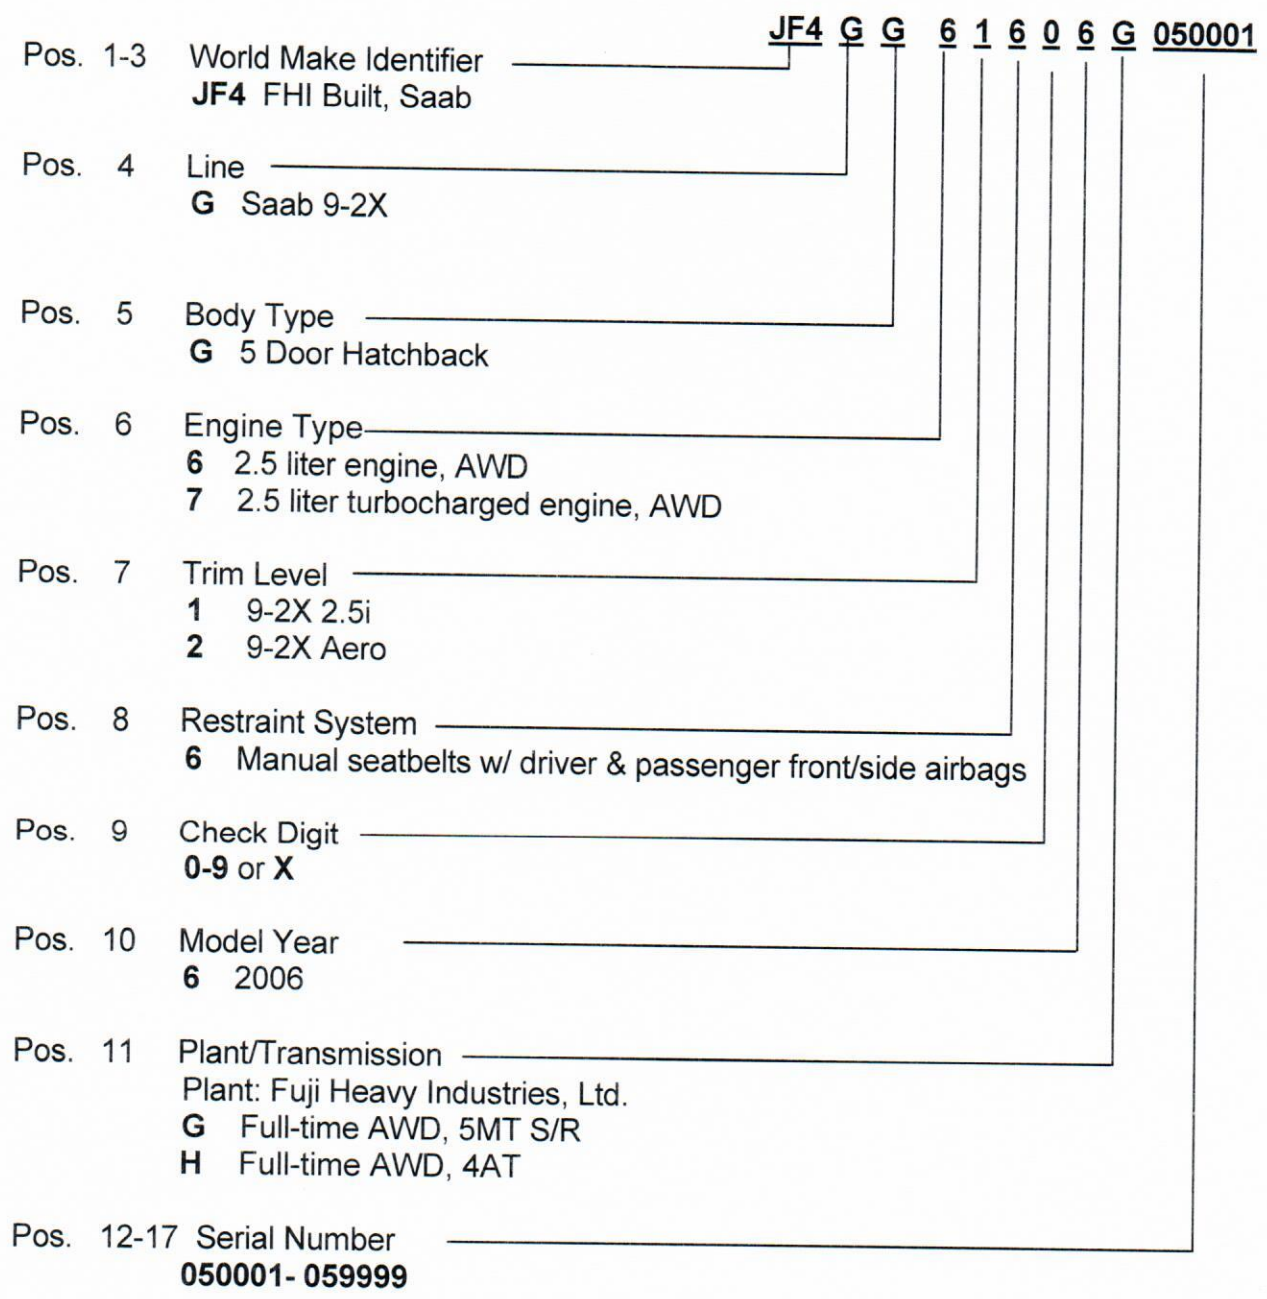 JF4 G G 6 1 6 0 6 G 050001
Pos. 1-3 World Make Identifier
JF4 FHI Built, Saab
Pos. 4 Line
G Saab 9-2X
Pos. 5 Body Type
G 5 Door Hatchback
Pos. 6 Engine Type
6 2.5 liter engine, AWD
7 2.5 liter turbocharged engine, AWD
Pos. 7 Trim Level
1 9-2X 2.5i
2 9-2X Aero
Pos. 8 Restraint System
6 Manual seatbelts w/ driver & passenger front/side airbags
Pos. 9 Check Digit
0-9 or X
Pos. 10 Model Year
6 2006
Pos. 11 Plant/Transmission
Plant: Fuji Heavy Industries, Ltd.
G Full-time AWD, 5MT S/R
H Full-time AWD, 4AT
Pos. 12-17 Serial Number
050001- 059999